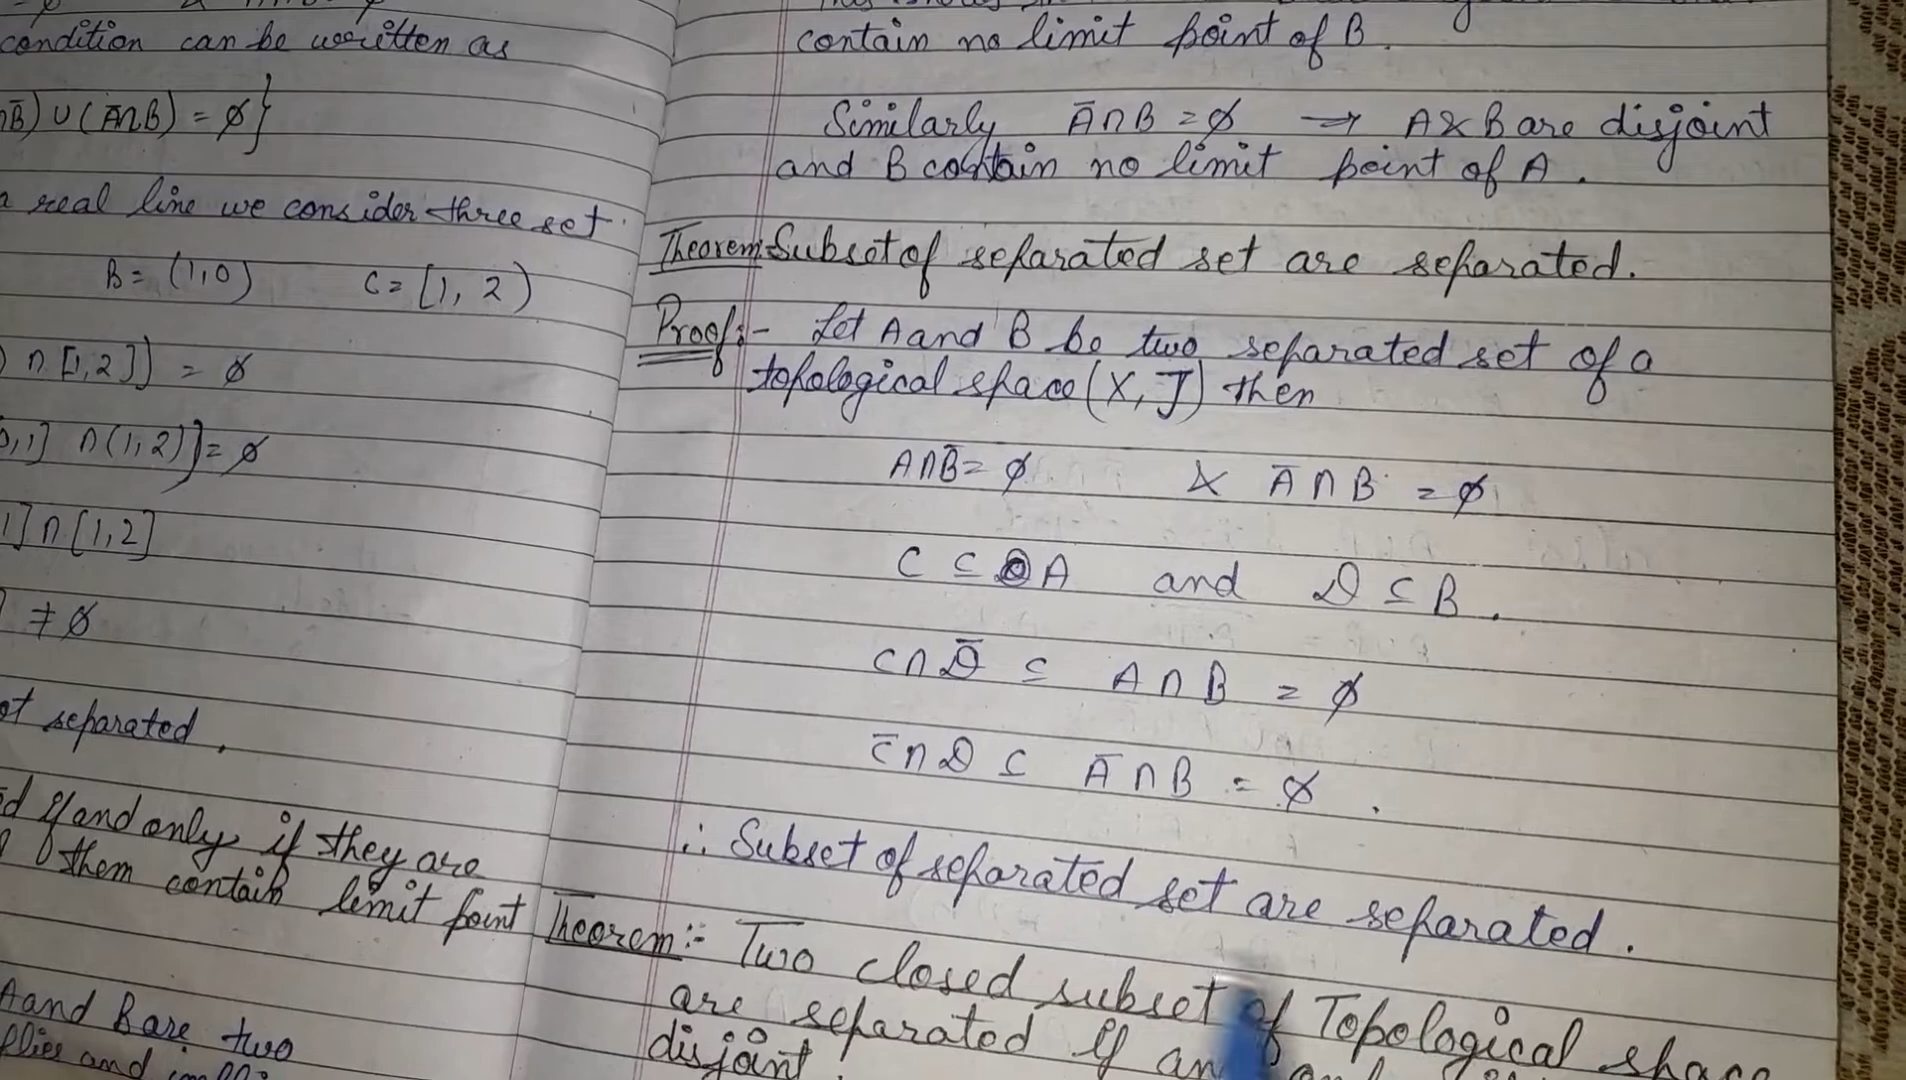 condition can be written as
B̅) ∪ (A̅∩B) = ∅}
real line we consider three set
B = (1,0) C = [1, 2)
∩ [1,2]] = ∅
1] ∩ (1,2)] = ∅
1] ∩ [1,2]
≠ ∅
separated.
if and only if they are
them contain limit point
A and B are two
and
contain no limit point of B.
Similarly A̅∩B = ∅ → A & B are disjoint
and B contain no limit point of A.
Theorem:- Subset of separated set are separated.
Proof:- Let A and B be two separated set of a
topological space (X, J) then
A∩B̅ = ∅ & A̅∩B = ∅
C ⊆ A and D ⊆ B.
C∩D̅ ⊆ A∩B = ∅
C̅∩D ⊆ A̅∩B = ∅.
∴ Subset of separated set are separated.
Theorem:- Two closed subset of Topological space
are separated if
disjoint.